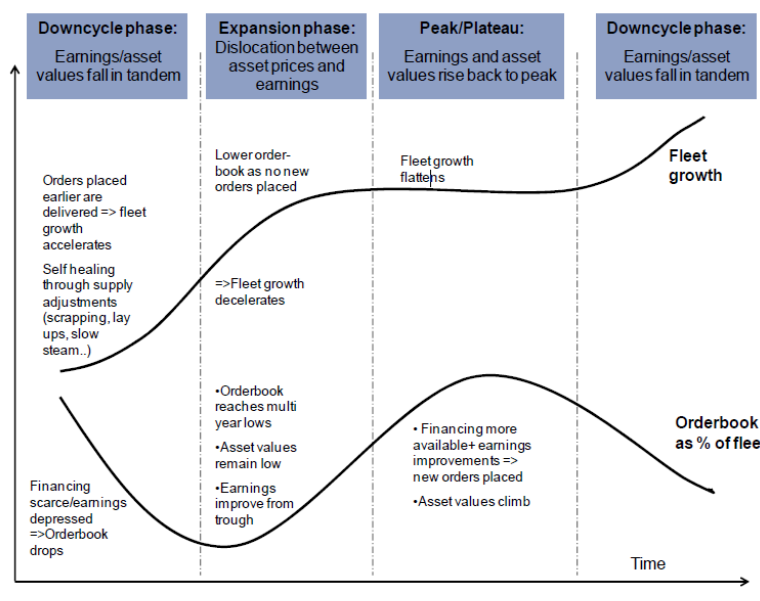 Downcycle phase:
Earnings/asset
values fall in tandem
Expansion phase:
Dislocation between
asset prices and
earnings
Peak/Plateau:
Earnings and asset
values rise back to peak
Downcycle phase:
Earnings/asset
values fall in tandem
Orders placed
earlier are
delivered => fleet
growth
accelerates
Self healing
through supply
adjustments
(scrapping, lay
ups, slow
steam..)
Financing
scarce/earnings
depressed
=>Orderbook
drops
Lower order-
book as no new
orders placed
=>Fleet growth
decelerates
•Orderbook
reaches multi
year lows
•Asset values
remain low
•Earnings
improve from
trough
Fleet growth
flattens
• Financing more
available+ earnings
improvements =>
new orders placed
•Asset values climb
Fleet
growth
Orderbook
as % of flee
Time